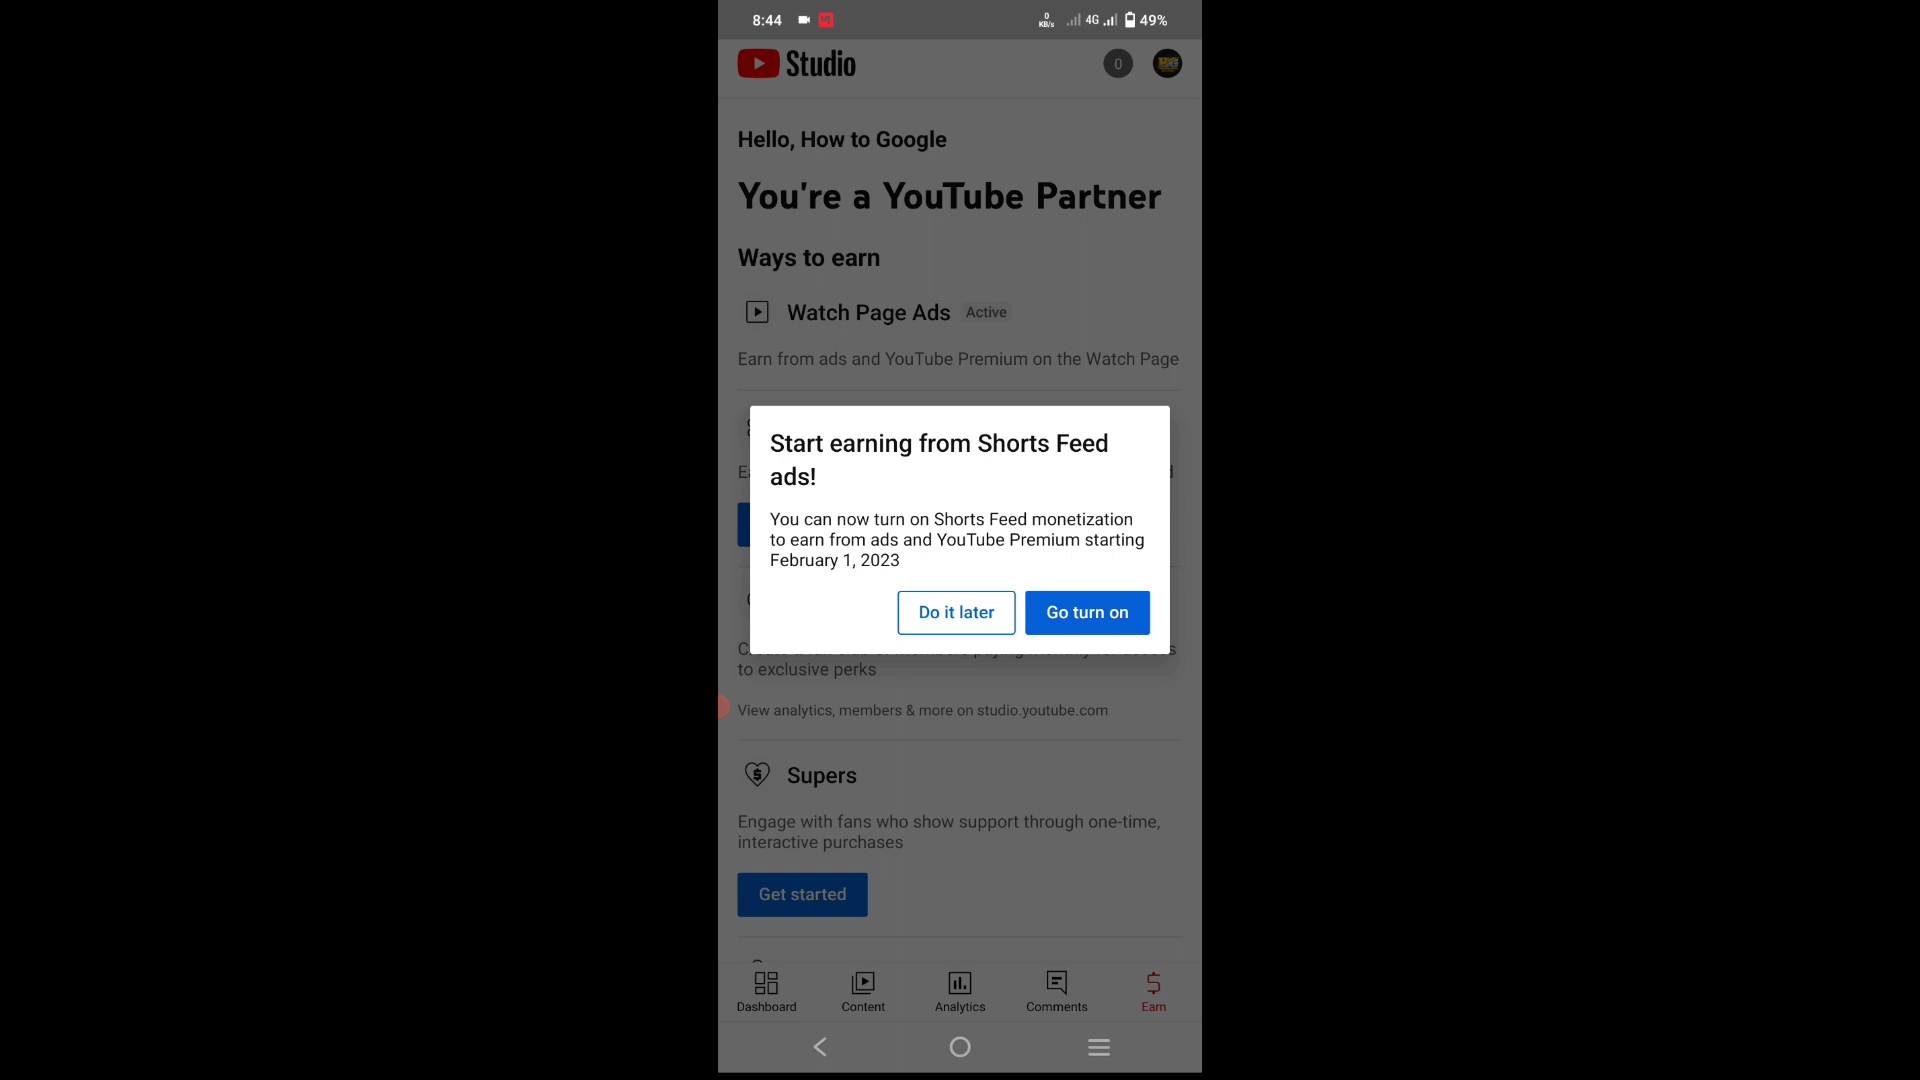 8:44
0
KB/s
4G
49%
Studio
0
Hello, How to Google
You're a YouTube Partner
Ways to earn
Watch Page Ads
Active
Earn from ads and YouTube Premium on the Watch Page
Start earning from Shorts Feed
ads!
You can now turn on Shorts Feed monetization
to earn from ads and YouTube Premium starting
February 1, 2023
Do it later
Go turn on
to exclusive perks
View analytics, members & more on studio.youtube.com
Supers
Engage with fans who show support through one-time,
interactive purchases
Get started
Dashboard
Content
Analytics
Comments
Earn